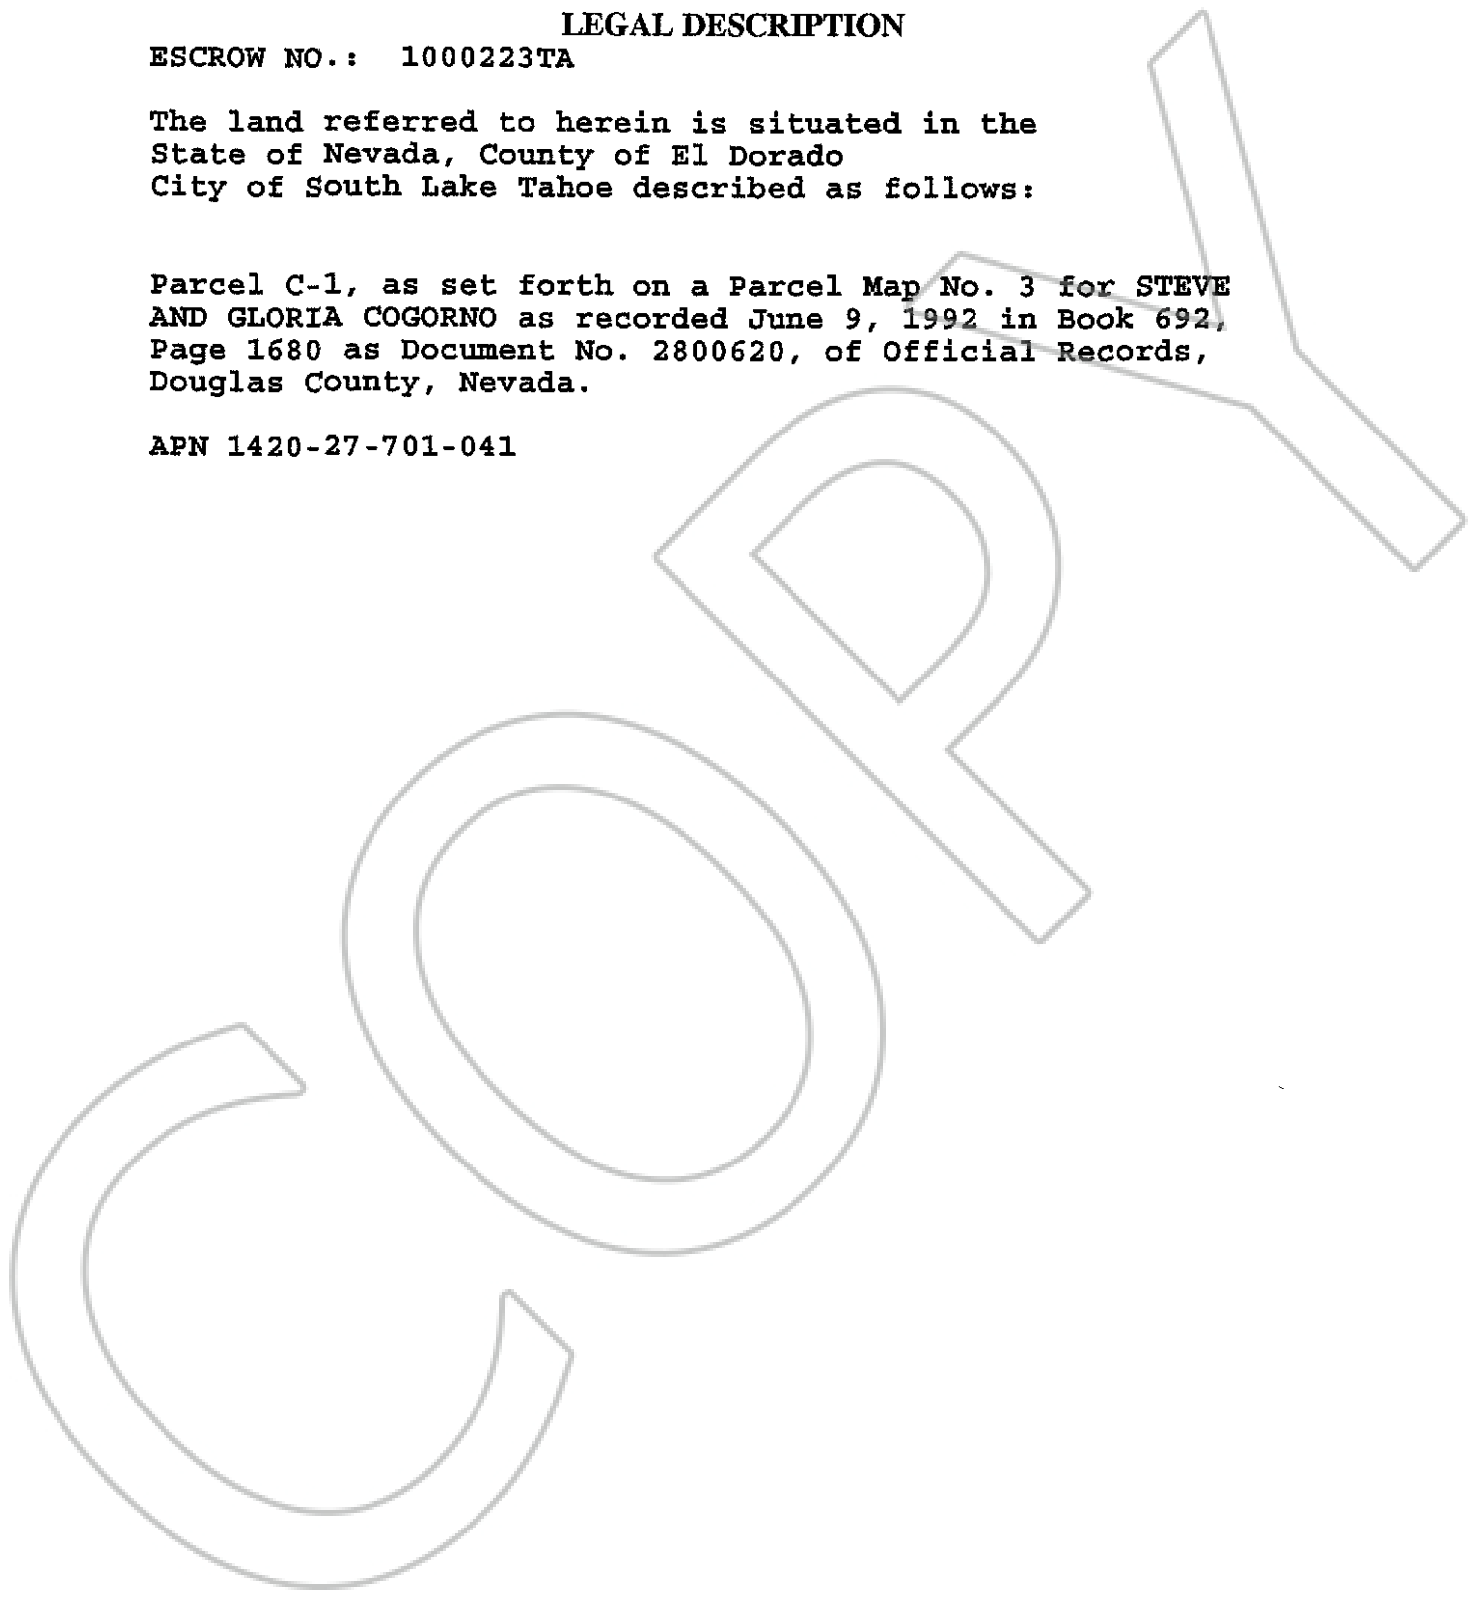 LEGAL DESCRIPTION
ESCROW NO.: 1000223TA
The land referred to herein is situated in the
State of Nevada, County of El Dorado
City of South Lake Tahoe described as follows:
Parcel C-1, as set forth on a Parcel Map No. 3 for STEVE
AND GLORIA COGORNO as recorded June 9, 1992 in Book 692,
Page 1680 as Document No. 2800620, of Official Records,
Douglas County, Nevada.
APN 1420-27-701-041
COPY